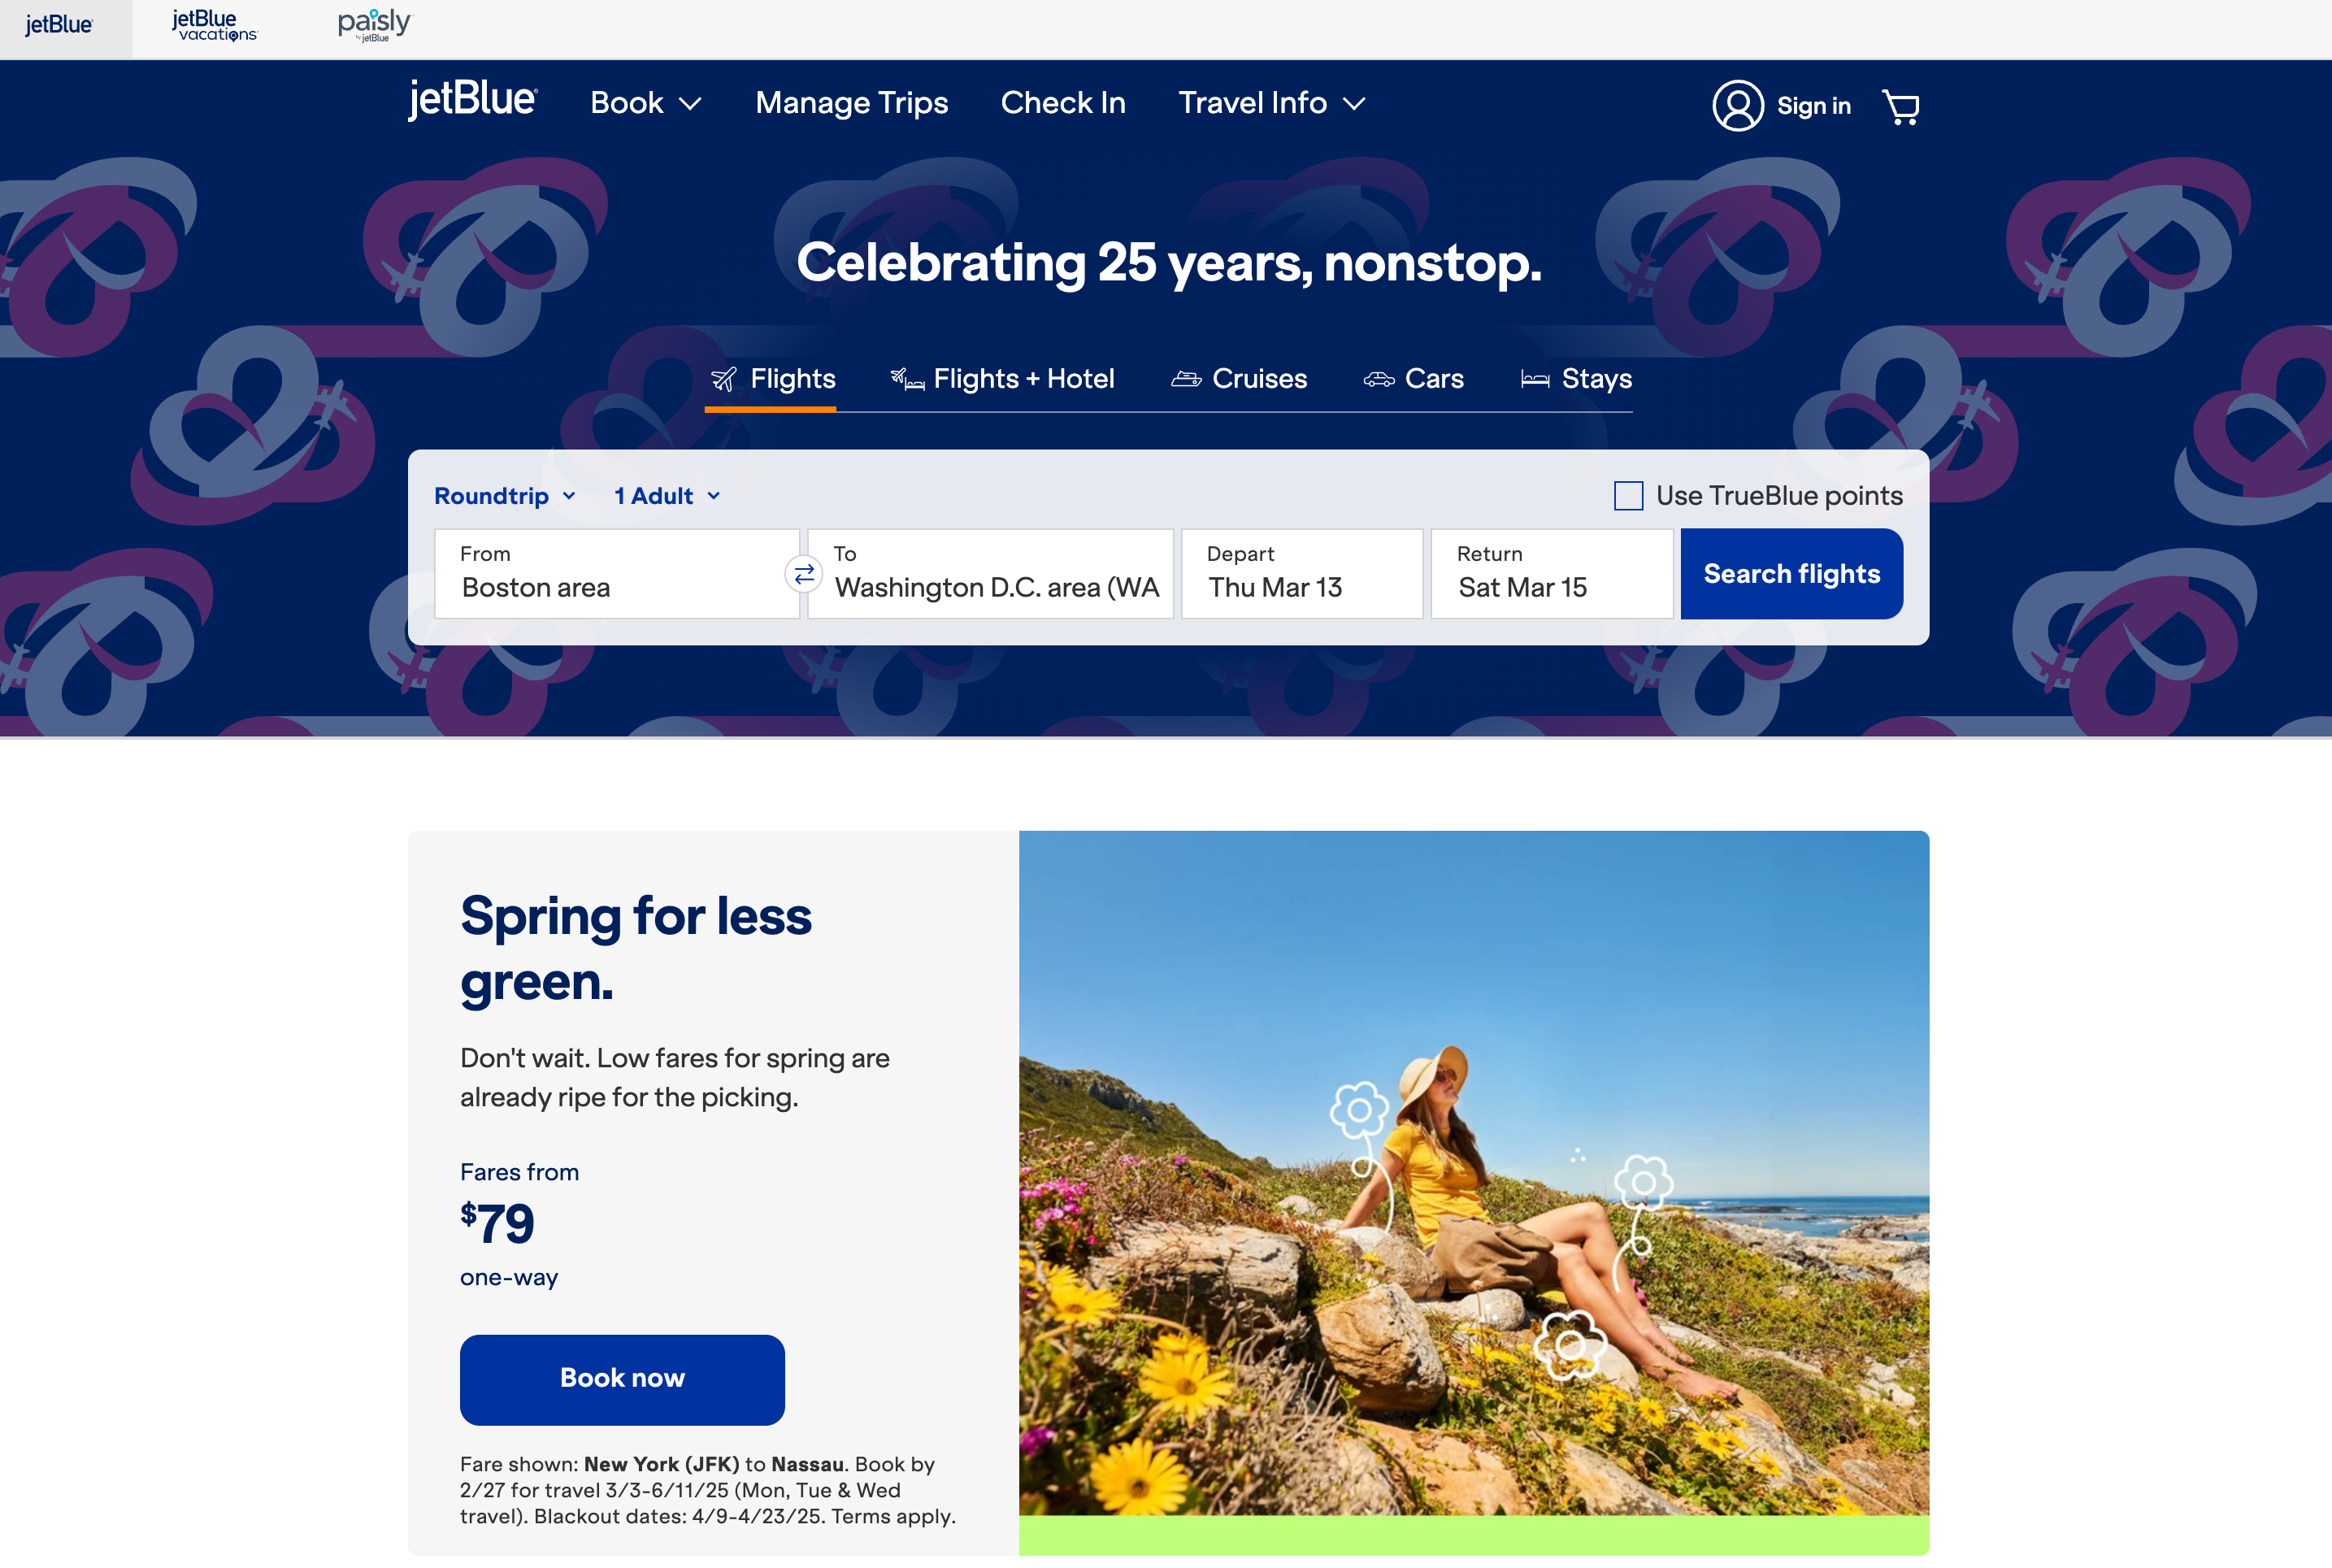 jetBlue
jetBlue
vacations
paisly
by jetBlue
jetBlue
Book
Manage Trips
Check In
Travel Info
Sign in
Celebrating 25 years, nonstop.
Flights
Flights + Hotel
Cruises
Cars
Stays
Roundtrip
1 Adult
Use TrueBlue points
From
Boston area
To
Washington D.C. area (WA
Depart
Thu Mar 13
Return
Sat Mar 15
Search flights
Spring for less
green.
Don't wait. Low fares for spring are
already ripe for the picking.
Fares from
$79
one-way
Book now
Fare shown: New York (JFK) to Nassau. Book by
2/27 for travel 3/3-6/11/25 (Mon, Tue & Wed
travel). Blackout dates: 4/9-4/23/25. Terms apply.